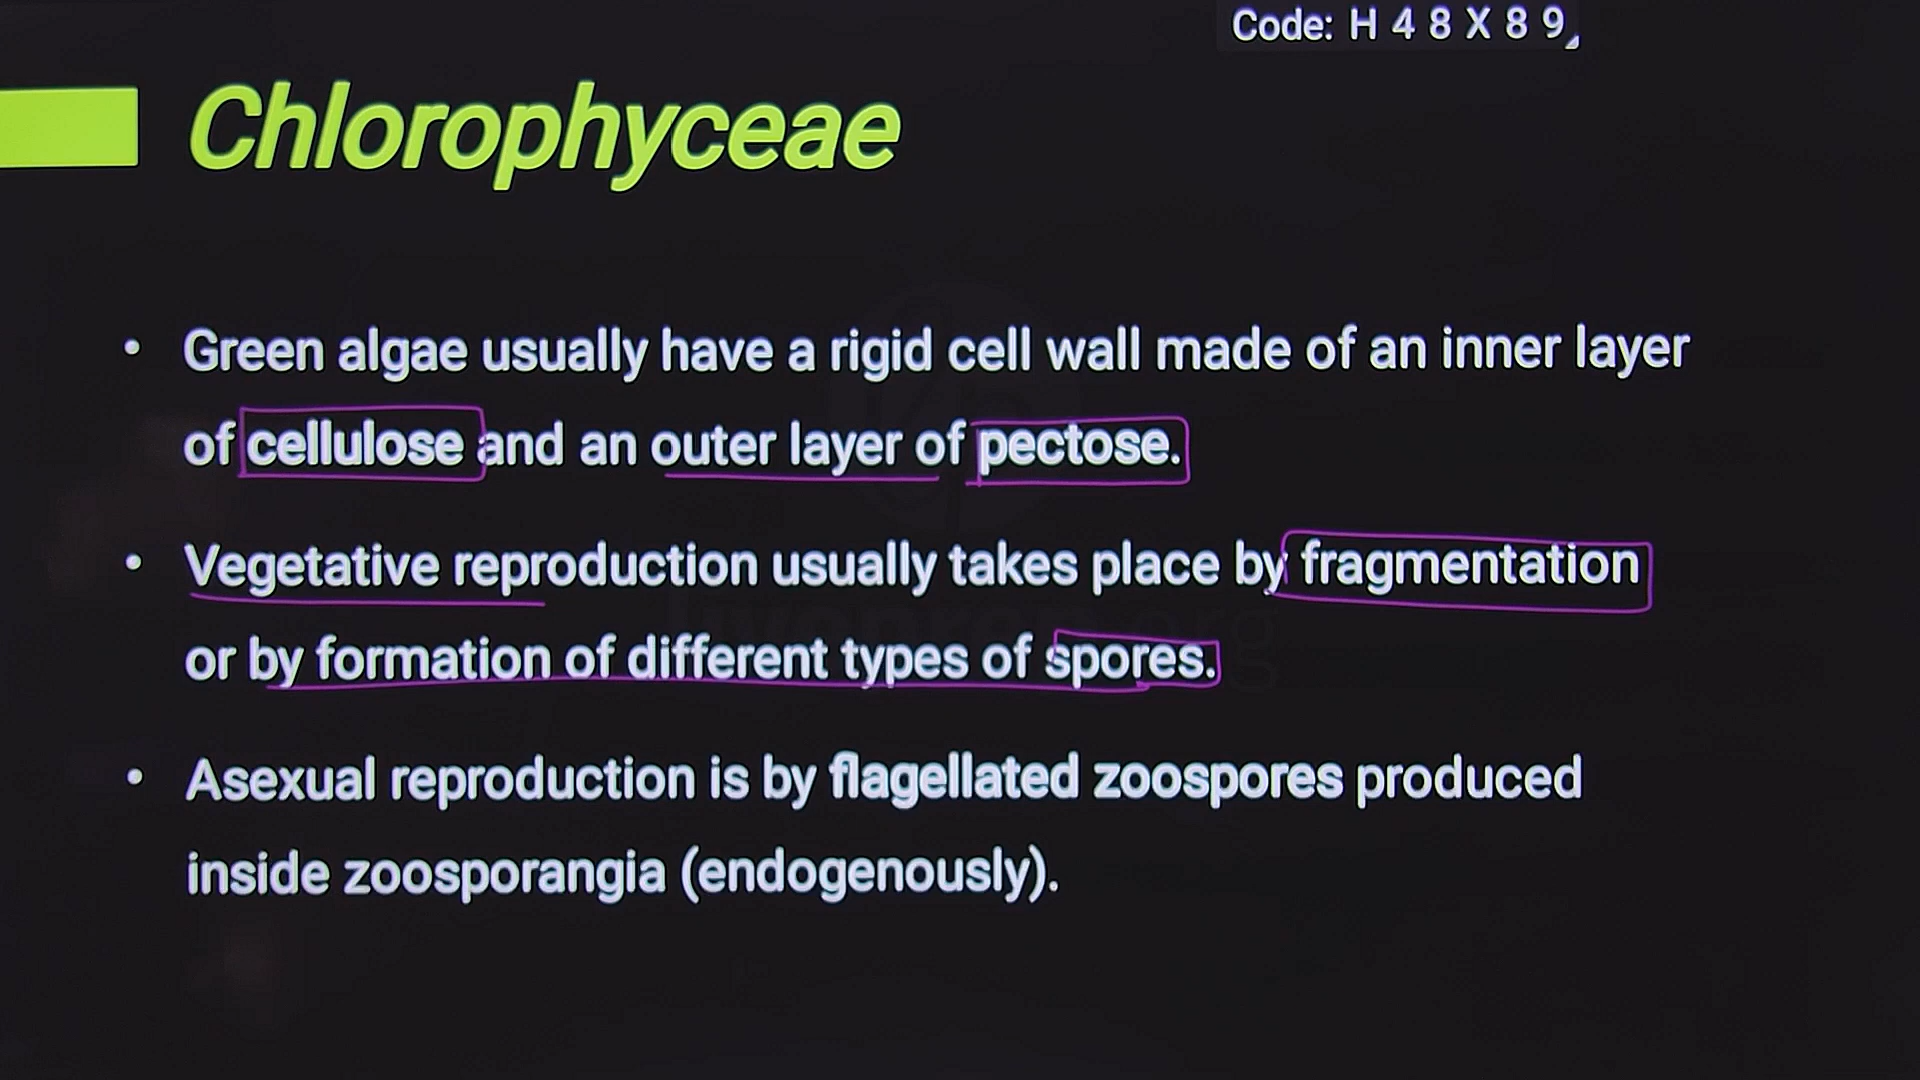 Code: H 4 8 X 8 9
Chlorophyceae
• Green algae usually have a rigid cell wall made of an inner layer
of cellulose and an outer layer of pectose.
• Vegetative reproduction usually takes place by fragmentation
or by formation of different types of spores.
• Asexual reproduction is by flagellated zoospores produced
inside zoosporangia (endogenously).